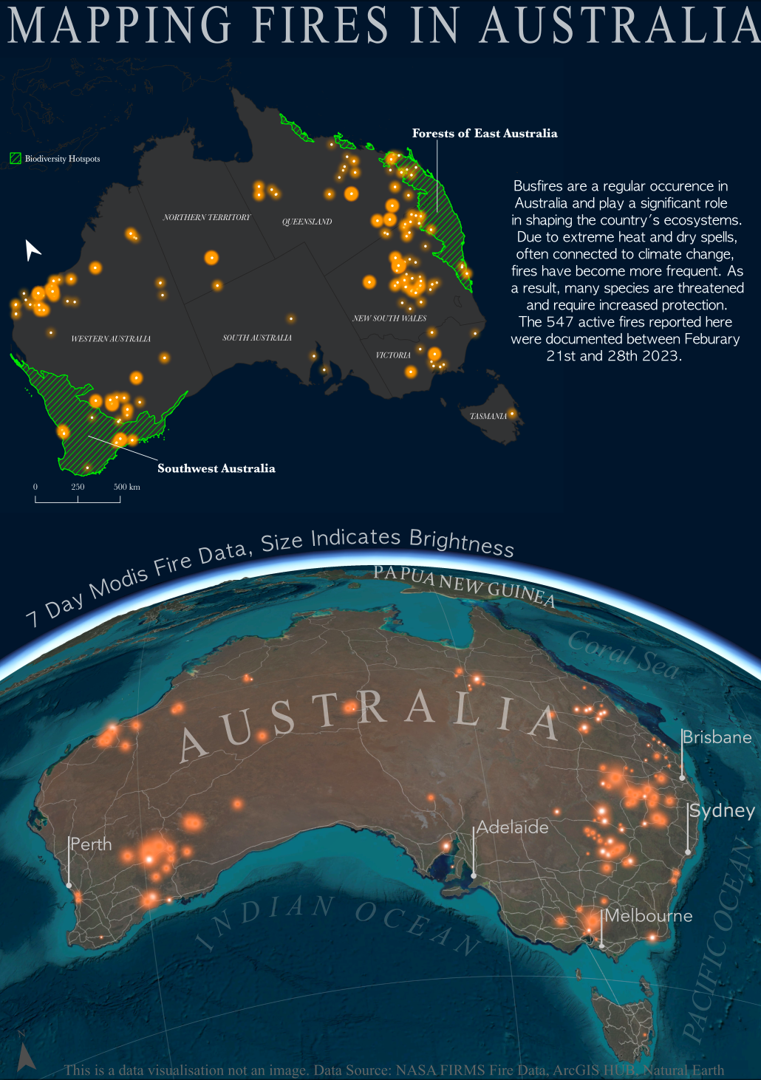 MAPPING FIRES IN AUSTRALIA
Forests of East Australia
Biodiversity Hotspots
Busfires are a regular occurence in
Australia and play a significant role
in shaping the country's ecosystems.
Due to extreme heat and dry spells,
often connected to climate change,
fires have become more frequent. As
a result, many species are threatened
and require increased protection.
The 547 active fires reported here
were documented between Feburary
21st and 28th 2023.
NORTHERN TERRITORY
QUEENSLAND
NEW SOUTH WALES
WESTERN AUSTRALIA
SOUTH AUSTRALIA
VICTORIA
TASMANIA
Southwest Australia
0 250 500 km
7 Day Modis Fire Data, Size Indicates Brightness
PAPUA NEW GUINEA
Coral Sea
AUSTRALIA
Brisbane
Sydney
Adelaide
Perth
Melbourne
INDIAN OCEAN
PACIFIC OCEAN
N
This is a data visualisation not an image. Data Source: NASA FIRMS Fire Data, ArcGIS HUB, Natural Earth